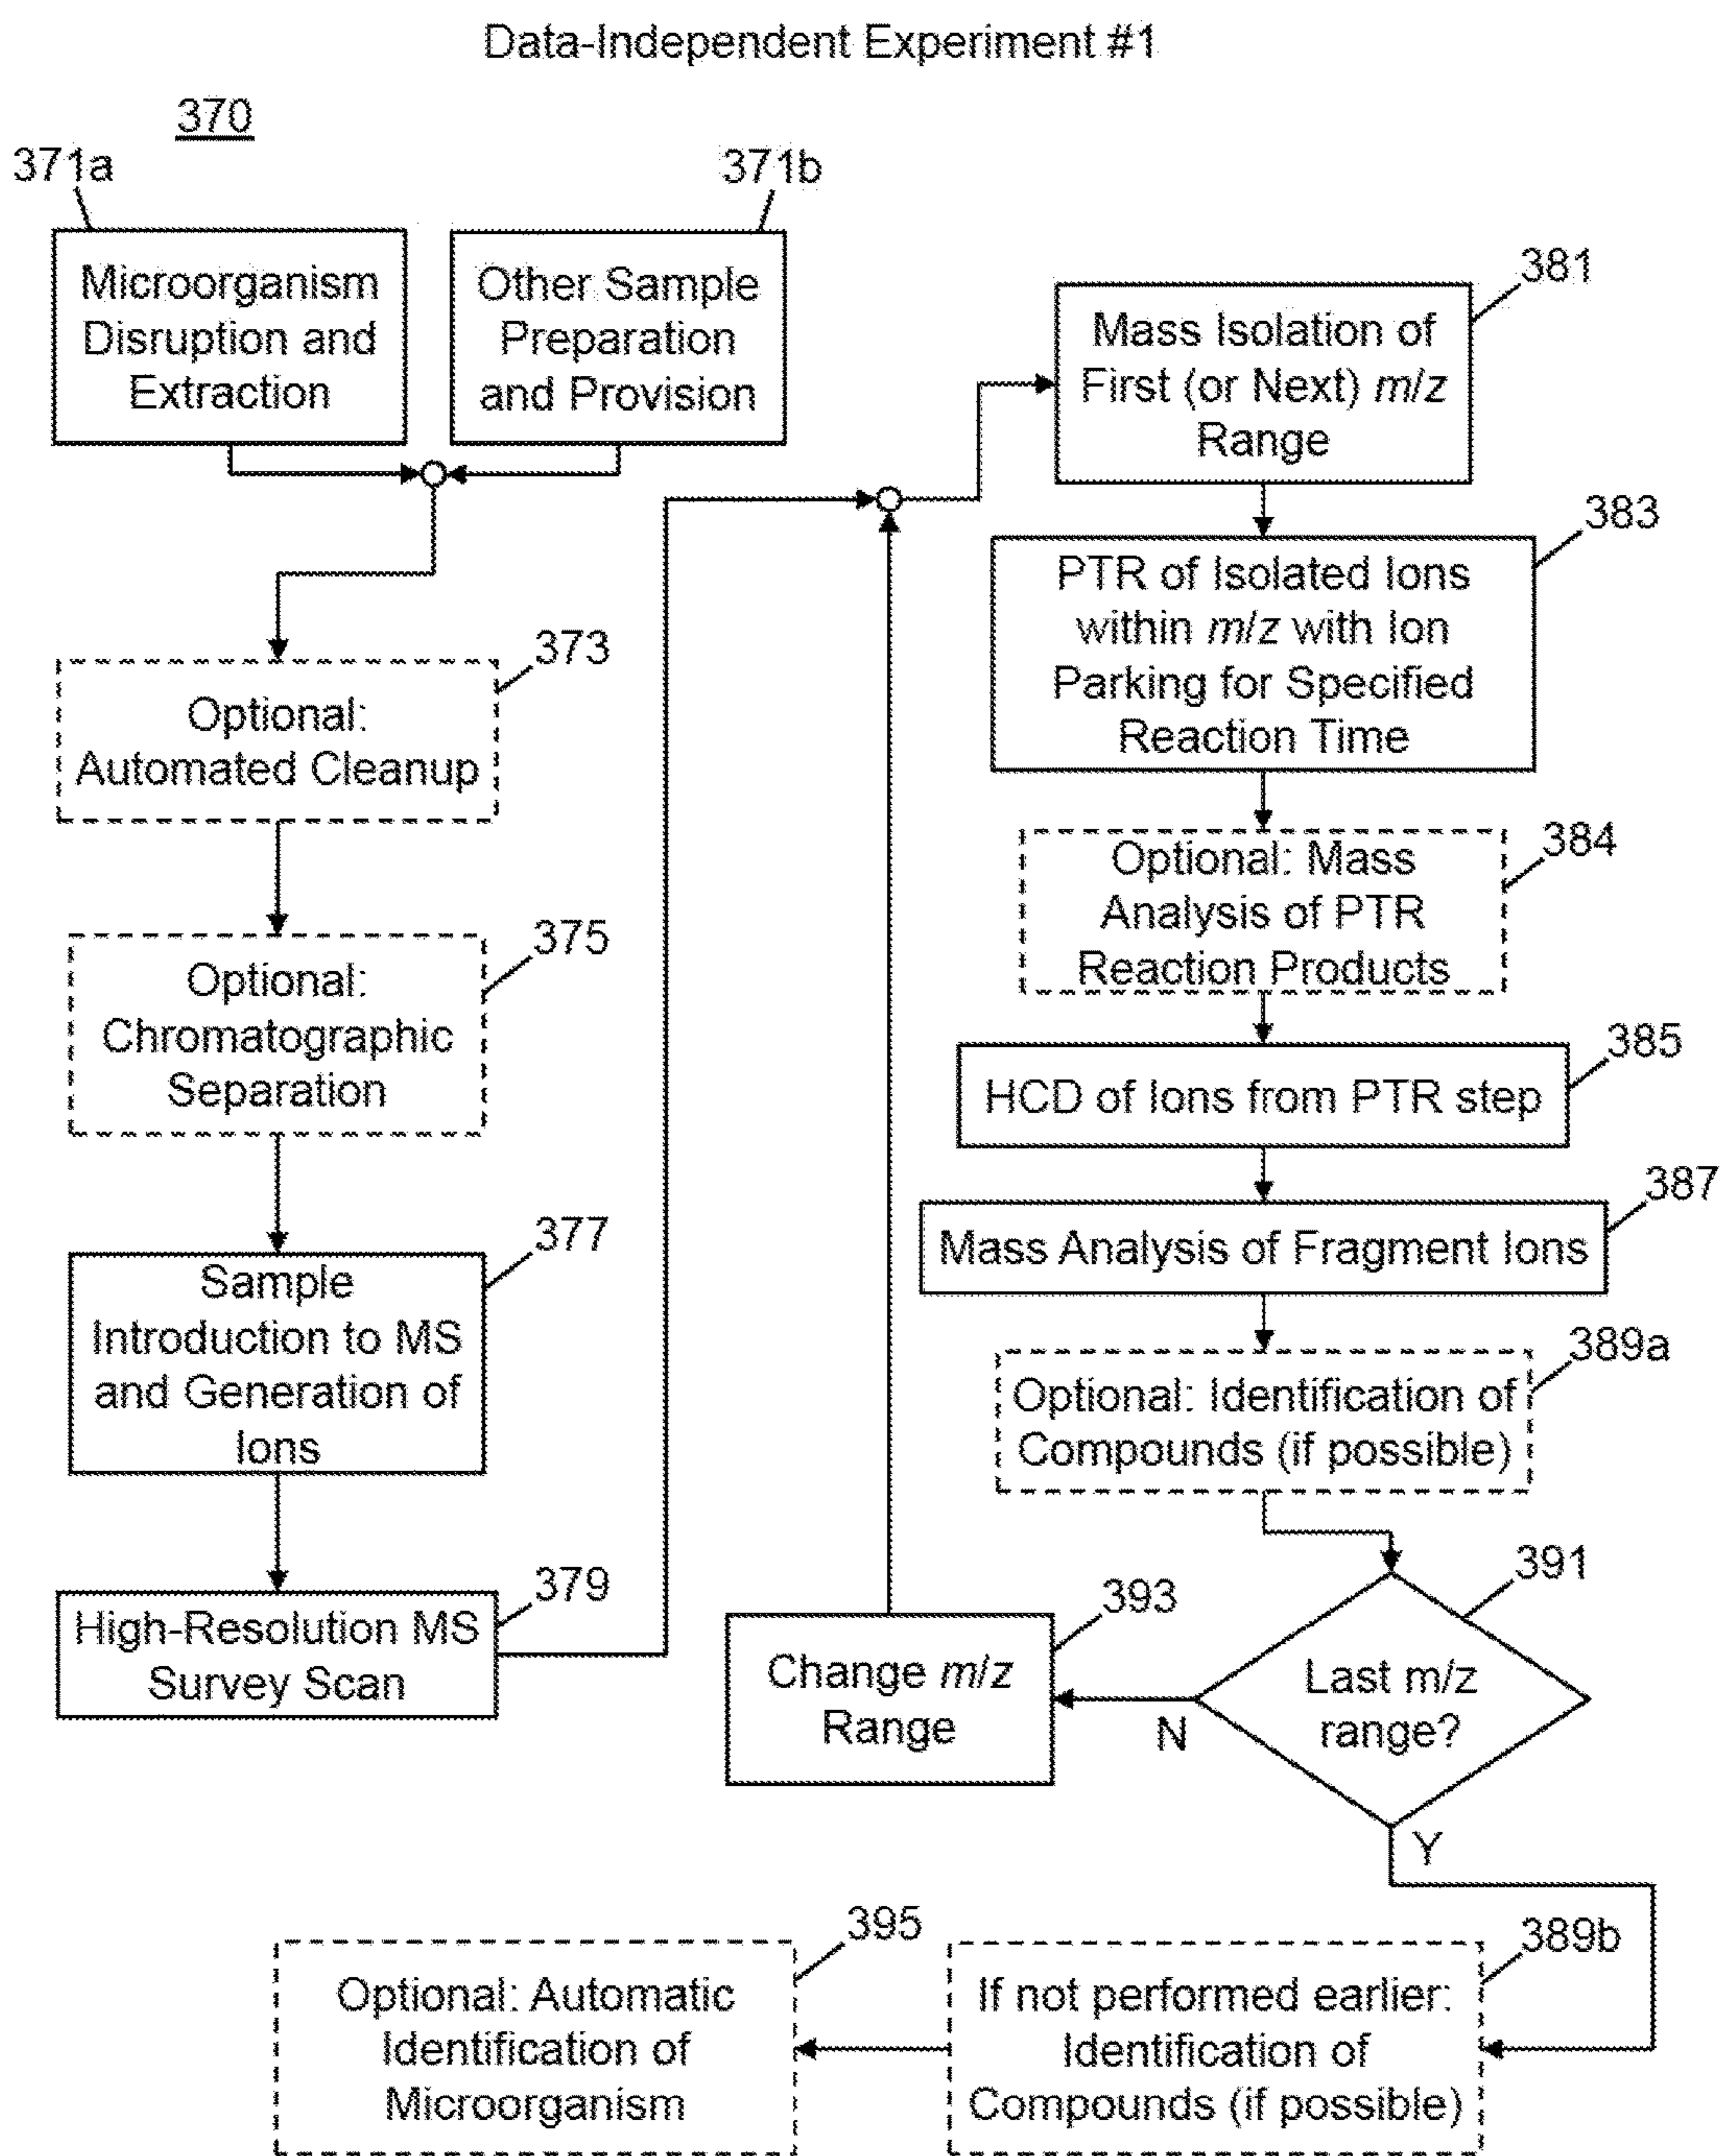 Data-Independent Experiment #1
370
371a
Microorganism
Disruption and
Extraction
371b
Other Sample
Preparation
and Provision
373
Optional:
Automated Cleanup
375
Optional:
Chromatographic
Separation
377
Sample
Introduction to MS
and Generation of
Ions
379
High-Resolution MS
Survey Scan
381
Mass Isolation of
First (or Next) m/z
Range
383
PTR of Isolated Ions
within m/z with Ion
Parking for Specified
Reaction Time
384
Optional: Mass
Analysis of PTR
Reaction Products
385
HCD of Ions from PTR step
387
Mass Analysis of Fragment Ions
389a
Optional: Identification of
Compounds (if possible)
391
Last m/z
range?
N
Y
393
Change m/z
Range
389b
If not performed earlier:
Identification of
Compounds (if possible)
395
Optional: Automatic
Identification of
Microorganism